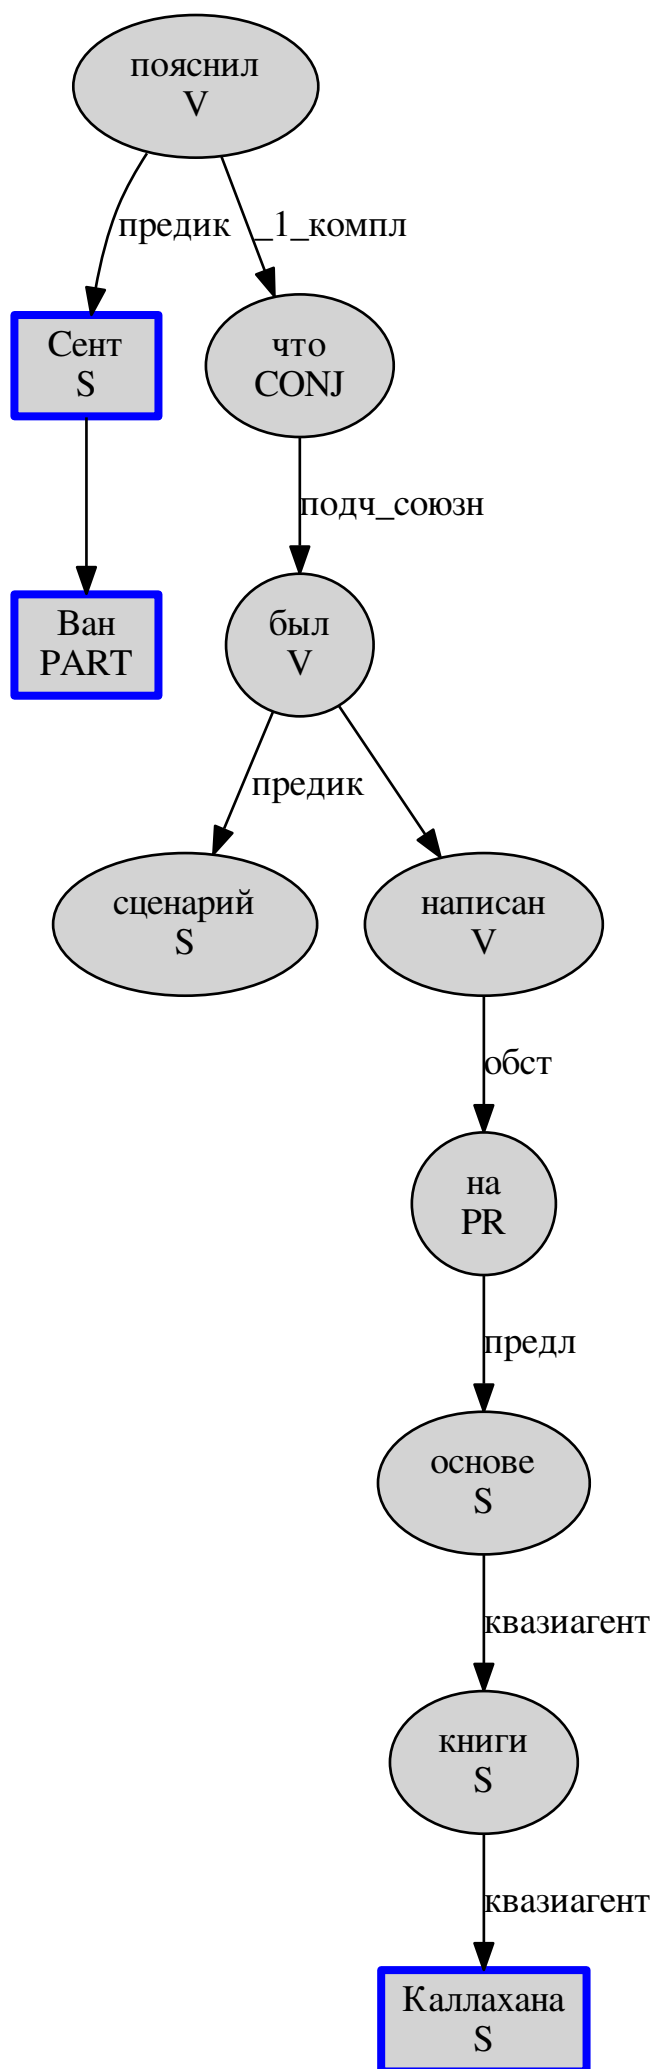 пояснил
V
предик _1_компл
Сент
S
что
CONJ
подч_союзн
Ван
PART
был
V
предик
сценарий
S
написан
V
обст
на
PR
предл
основе
S
квазиагент
книги
S
квазиагент
Каллахана
S